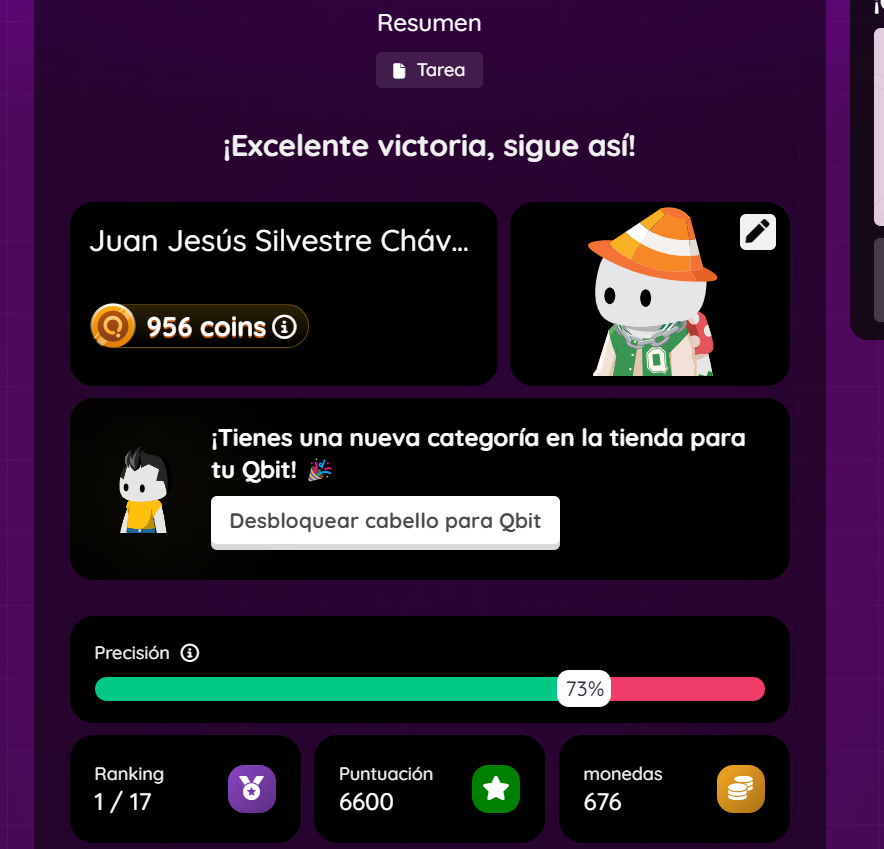 Resumen
Tarea
¡Excelente victoria, sigue así!
Juan Jesús Silvestre Cháv...
956 coins
Q
¡Tienes una nueva categoría en la tienda para
tu Qbit! 🎉
Desbloquear cabello para Qbit
Precisión
73%
Ranking
1 / 17
Puntuación
6600
monedas
676